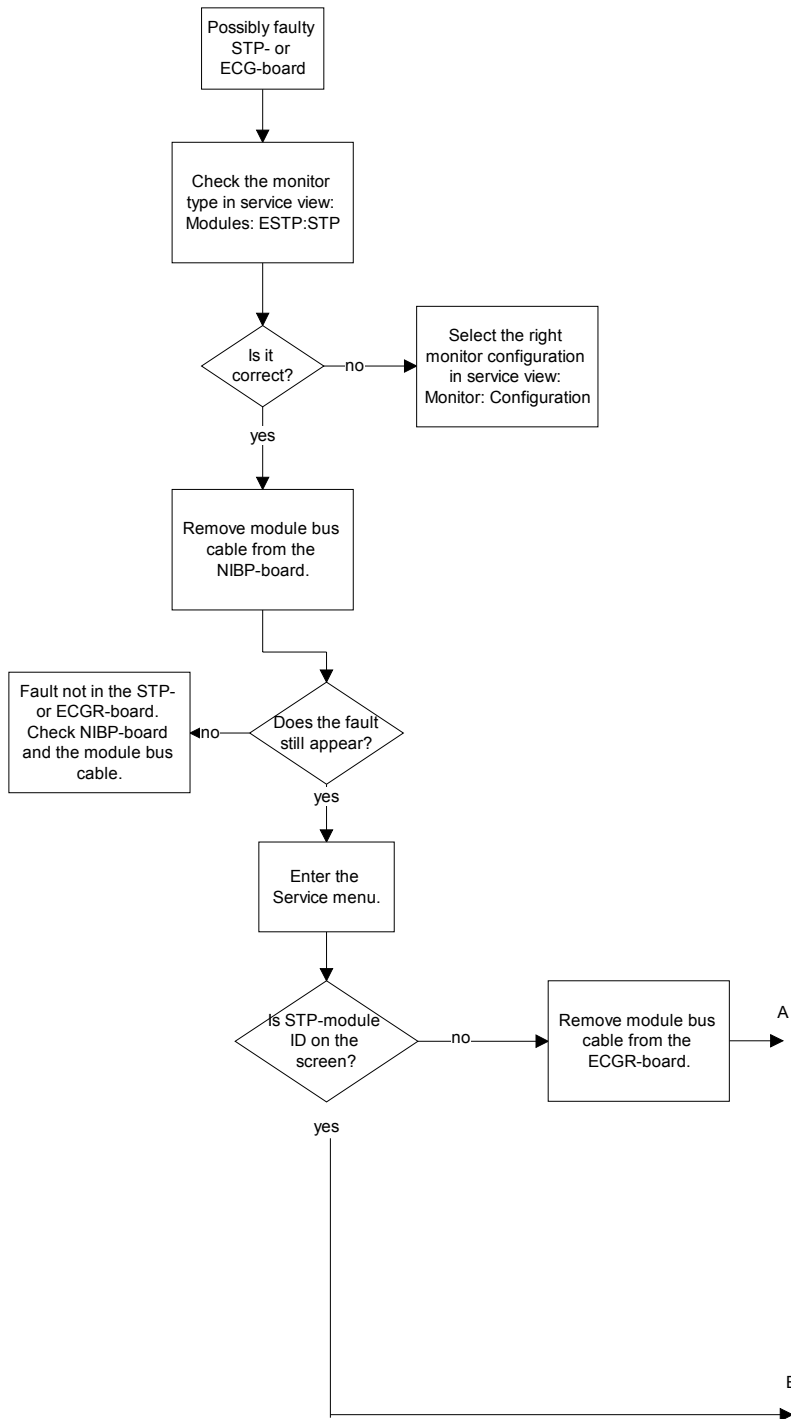 Possibly faulty
STP- or
ECG-board
Check the monitor
type in service view:
Modules: ESTP:STP
Is it
correct?
no
Select the right
monitor configuration
in service view:
Monitor: Configuration
yes
Remove module bus
cable from the
NIBP-board.
Fault not in the STP-
or ECGR-board.
Check NIBP-board
and the module bus
cable.
no
Does the fault
still appear?
yes
Enter the
Service menu.
Is STP-module
ID on the
screen?
no
Remove module bus
cable from the
ECGR-board.
A
yes